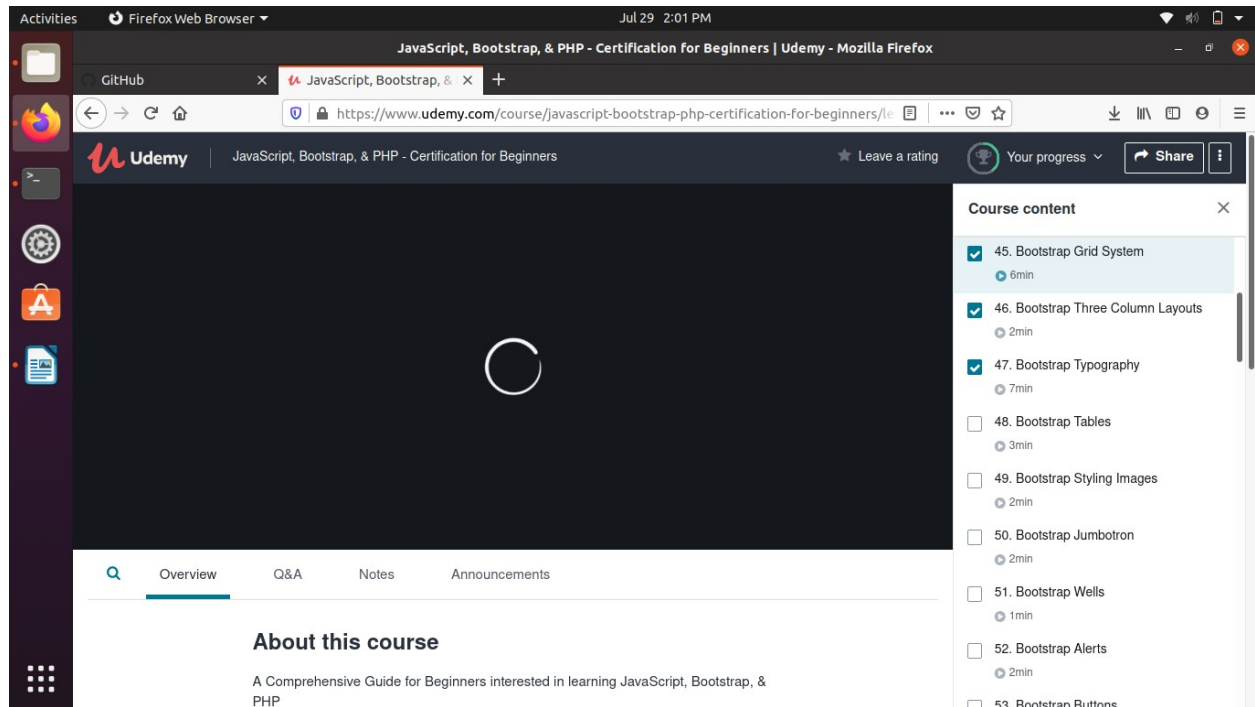 Activities
Firefox Web Browser
Jul 29 2:01 PM
JavaScript, Bootstrap, & PHP - Certification for Beginners | Udemy - Mozilla Firefox
GitHub
JavaScript, Bootstrap, &
https://www.udemy.com/course/javascript-bootstrap-php-certification-for-beginners/le
Udemy
JavaScript, Bootstrap, & PHP - Certification for Beginners
Leave a rating
Your progress
Share
Course content
45. Bootstrap Grid System
6min
46. Bootstrap Three Column Layouts
2min
47. Bootstrap Typography
7min
48. Bootstrap Tables
3min
49. Bootstrap Styling Images
2min
50. Bootstrap Jumbotron
2min
51. Bootstrap Wells
1min
52. Bootstrap Alerts
2min
53. Bootstrap Buttons
Overview
Q&A
Notes
Announcements
About this course
A Comprehensive Guide for Beginners interested in learning JavaScript, Bootstrap, &
PHP